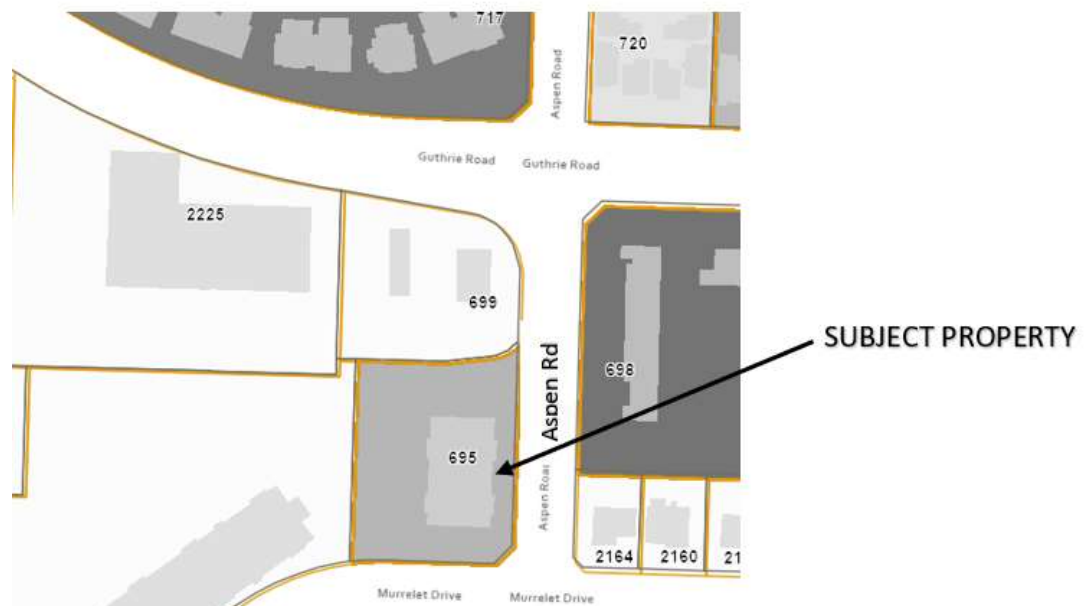 717
720
Aspen Road
Guthrie Road Guthrie Road
2225
699
SUBJECT PROPERTY
698
Aspen Rd
695
Aspen Road
2164 2160 21
Murrelet Drive Murrelet Drive